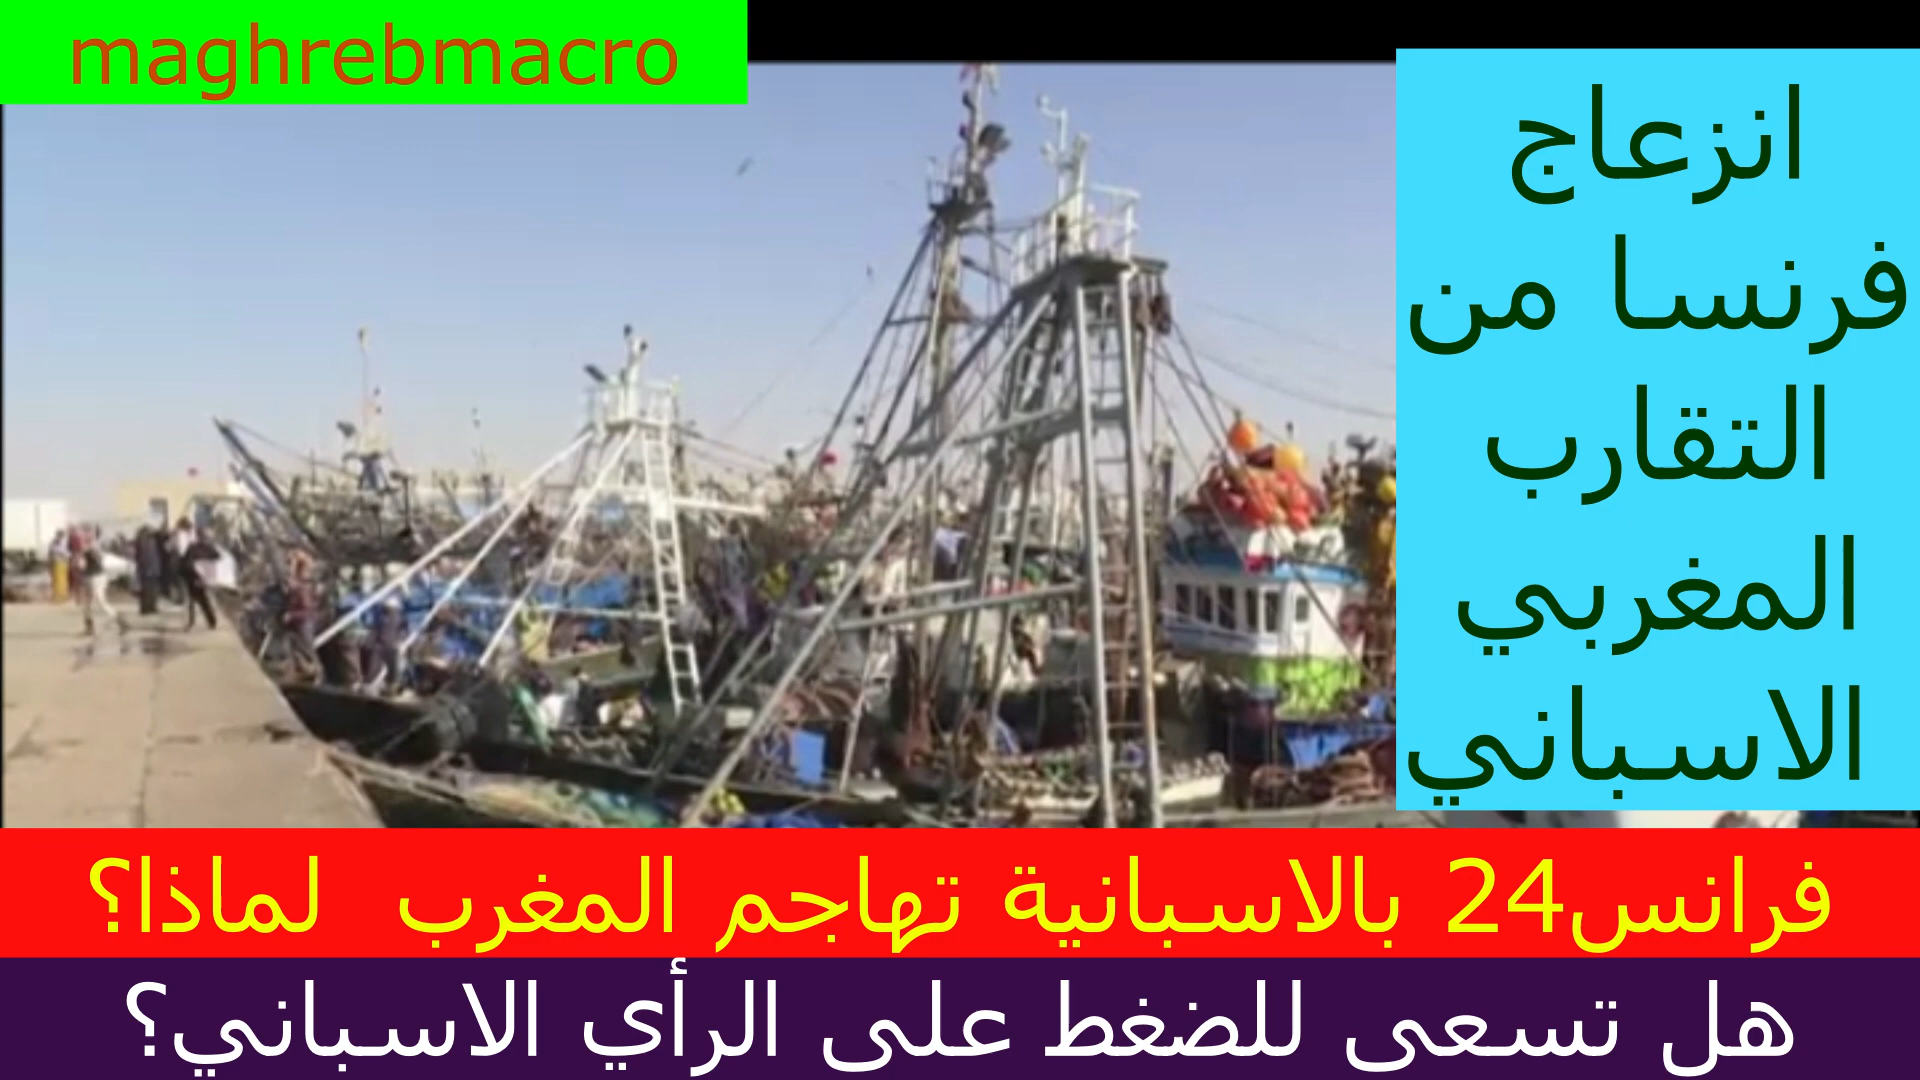 maghrebmacro
انزعاج
فرنسا من
التقارب
المغربي
الاسباني
فرانس24 بالاسبانية تهاجم المغرب لماذا؟
هل تسعى للضغط على الرأي الاسباني؟